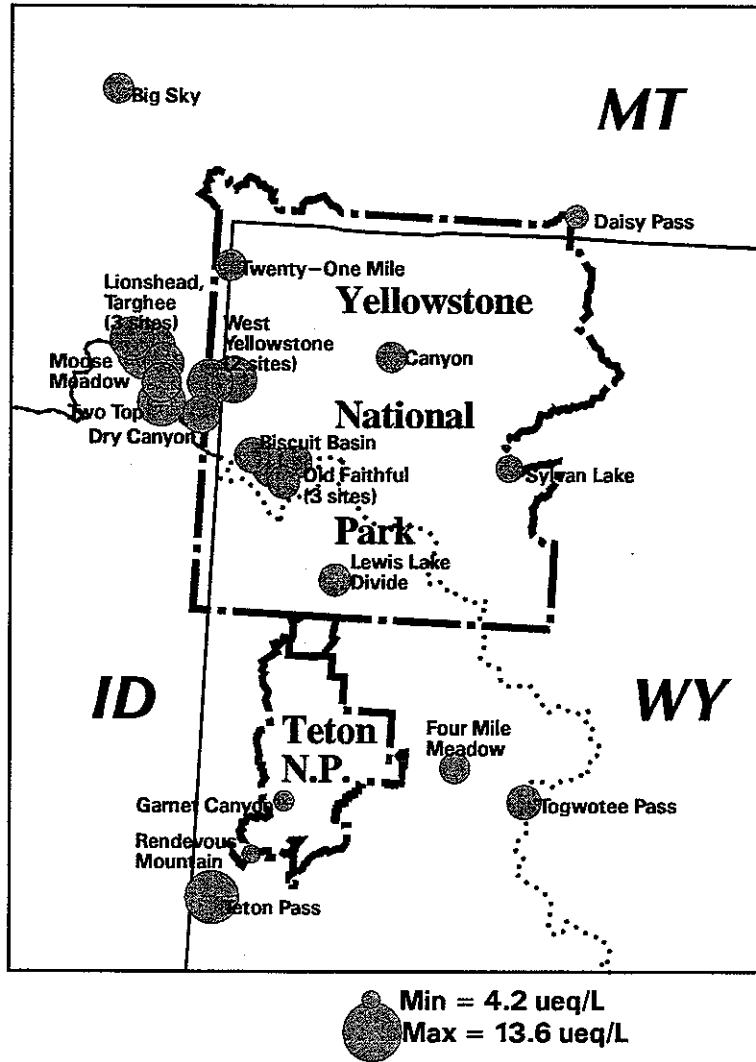 Big Sky
MT
Daisy Pass
Twenty-One Mile
Lionshead,
Targhee
(3 sites)
Yellowstone
West
Yellowstone
(2 sites)
Canyon
Moose
Meadow
National
Two Top
Dry Canyon
Biscuit Basin
Old Faithful
(3 sites)
Sylvan Lake
Park
Lewis Lake
Divide
ID
WY
Teton
N.P.
Four Mile
Meadow
Garnet Canyon
Togwotee Pass
Rendevous
Mountain
Teton Pass
Min = 4.2 ueq/L
Max = 13.6 ueq/L